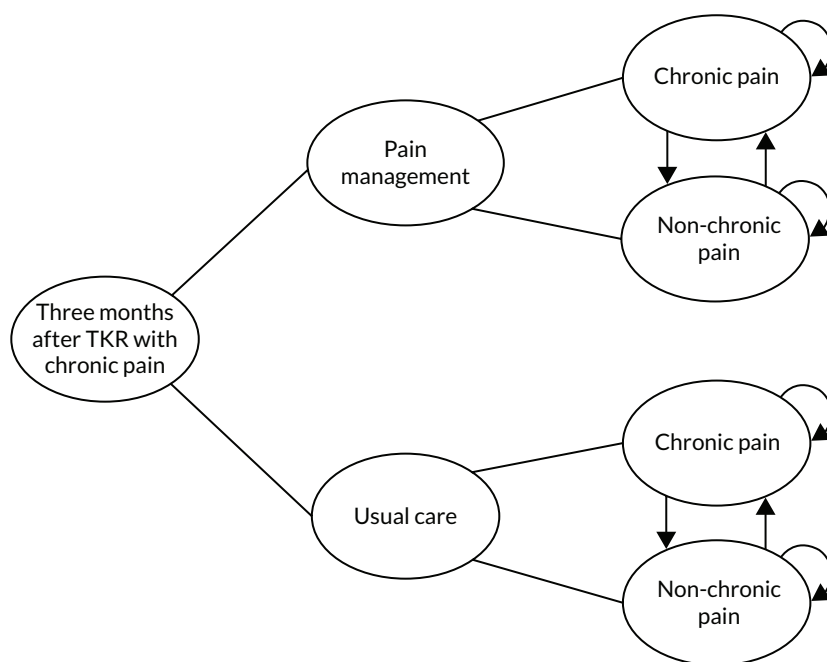 Chronic pain
Pain
management
Non-chronic
pain
Three months
after TKR with
chronic pain
Chronic pain
Usual care
Non-chronic
pain